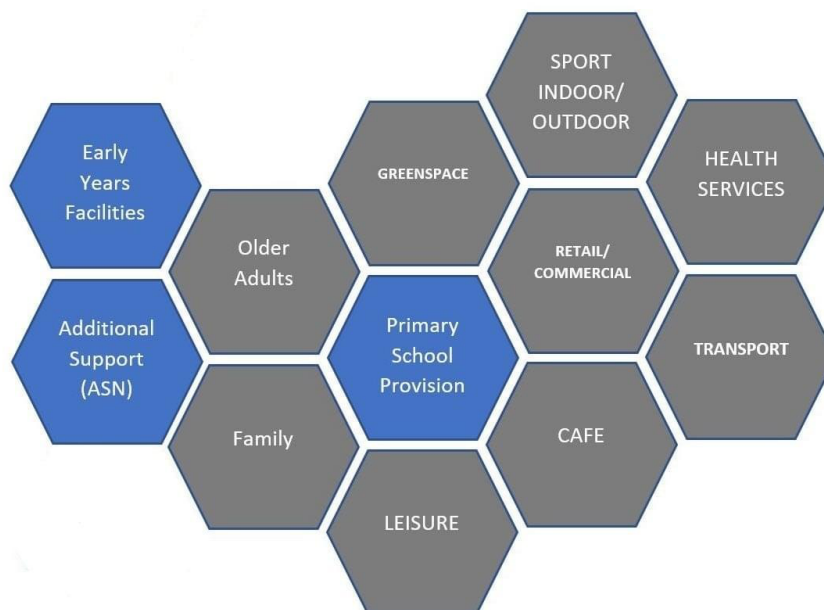 Early
Years
Facilities
Additional
Support
(ASN)
Older
Adults
Family
GREENSPACE
Primary
School
Provision
LEISURE
SPORT
INDOOR/
OUTDOOR
RETAIL/
COMMERCIAL
CAFE
HEALTH
SERVICES
TRANSPORT